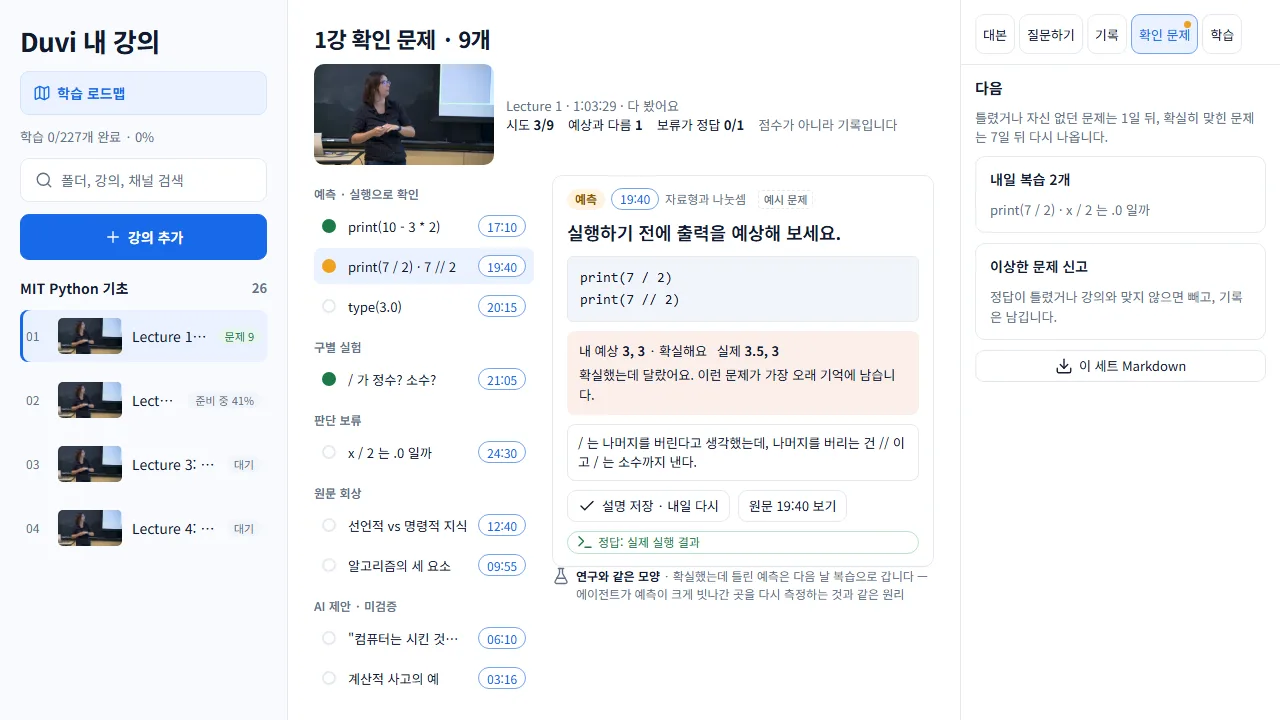 Duvi 내 강의
학습 로드맵
학습 0/227개 완료 · 0%
폴더, 강의, 채널 검색
강의 추가
MIT Python 기초 26
01 Lecture 1⋯ 문제 9
02 Lect⋯ 준비 중 41%
03 Lecture 3: ⋯ 대기
04 Lecture 4: ⋯ 대기
1강 확인 문제 · 9개
Lecture 1 · 1:03:29 · 다 봤어요
시도 3/9 예상과 다름 1 보류가 정답 0/1 점수가 아니라 기록입니다
예측 · 실행으로 확인
print(10 - 3 * 2) 17:10
print(7 / 2) · 7 // 2 19:40
type(3.0) 20:15
구별 실험
/ 가 정수? 소수? 21:05
판단 보류
x / 2 는 .0 일까 24:30
원문 회상
선언적 vs 명령적 지식 12:40
알고리즘의 세 요소 09:55
AI 제안 · 미검증
"컴퓨터는 시킨 것⋯ 06:10
계산적 사고의 예 03:16
예측 19:40 자료형과 나눗셈 예시 문제
실행하기 전에 출력을 예상해 보세요.
print(7 / 2)
print(7 // 2)
내 예상 3, 3 · 확실해요 실제 3.5, 3
확실했는데 달랐어요. 이런 문제가 가장 오래 기억에 남습니
다.
/ 는 나머지를 버린다고 생각했는데, 나머지를 버리는 건 // 이
고 / 는 소수까지 낸다.
설명 저장 · 내일 다시 원문 19:40 보기
정답: 실제 실행 결과
연구와 같은 모양 · 확실했는데 틀린 예측은 다음 날 복습으로 갑니다 —
에이전트가 예측이 크게 빗나간 곳을 다시 측정하는 것과 같은 원리
대본 질문하기 기록 확인 문제 학습
다음
틀렸거나 자신 없던 문제는 1일 뒤, 확실히 맞힌 문제
는 7일 뒤 다시 나옵니다.
내일 복습 2개
print(7 / 2) · x / 2 는 .0 일까
이상한 문제 신고
정답이 틀렸거나 강의와 맞지 않으면 빼고, 기록
은 남깁니다.
이 세트 Markdown